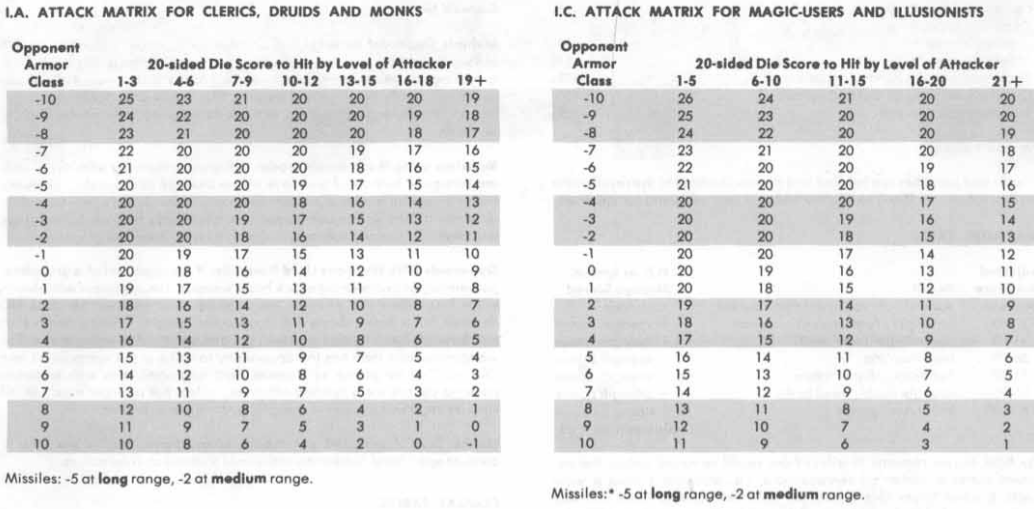 I.A. ATTACK MATRIX FOR CLERICS, DRUIDS AND MONKS
Opponent
Armor 20-sided Die Score to Hit by Level of Attacker
Class 1-3 4-6 7-9 10-12 13-15 16-18 19+
-10 25 23 21 20 20 20 19
-9 24 22 20 20 20 19 18
-8 23 21 20 20 20 18 17
-7 22 20 20 20 19 17 16
-6 21 20 20 20 18 16 15
-5 20 20 20 19 17 15 14
-4 20 20 20 18 16 14 13
-3 20 20 19 17 15 13 12
-2 20 20 18 16 14 12 11
-1 20 19 17 15 13 11 10
0 20 18 16 14 12 10 9
1 19 17 15 13 11 9 8
2 18 16 14 12 10 8 7
3 17 15 13 11 9 7 6
4 16 14 12 10 8 6 5
5 15 13 11 9 7 5 4
6 14 12 10 8 6 4 3
7 13 11 9 7 5 3 2
8 12 10 8 6 4 2 1
9 11 9 7 5 3 1 0
10 10 8 6 4 2 0 -1
Missiles: -5 at long range, -2 at medium range.
I.C. ATTACK MATRIX FOR MAGIC-USERS AND ILLUSIONISTS
Opponent
Armor 20-sided Die Score to Hit by Level of Attacker
Class 1-5 6-10 11-15 16-20 21+
-10 26 24 21 20 20
-9 25 23 20 20 20
-8 24 22 20 20 19
-7 23 21 20 20 18
-6 22 20 20 19 17
-5 21 20 20 18 16
-4 20 20 20 17 15
-3 20 20 19 16 14
-2 20 20 18 15 13
-1 20 20 17 14 12
0 20 19 16 13 11
1 20 18 15 12 10
2 19 17 14 11 9
3 18 16 13 10 8
4 17 15 12 9 7
5 16 14 11 8 6
6 15 13 10 7 5
7 14 12 9 6 4
8 13 11 8 5 3
9 12 10 7 4 2
10 11 9 6 3 1
Missiles:* -5 at long range, -2 at medium range.